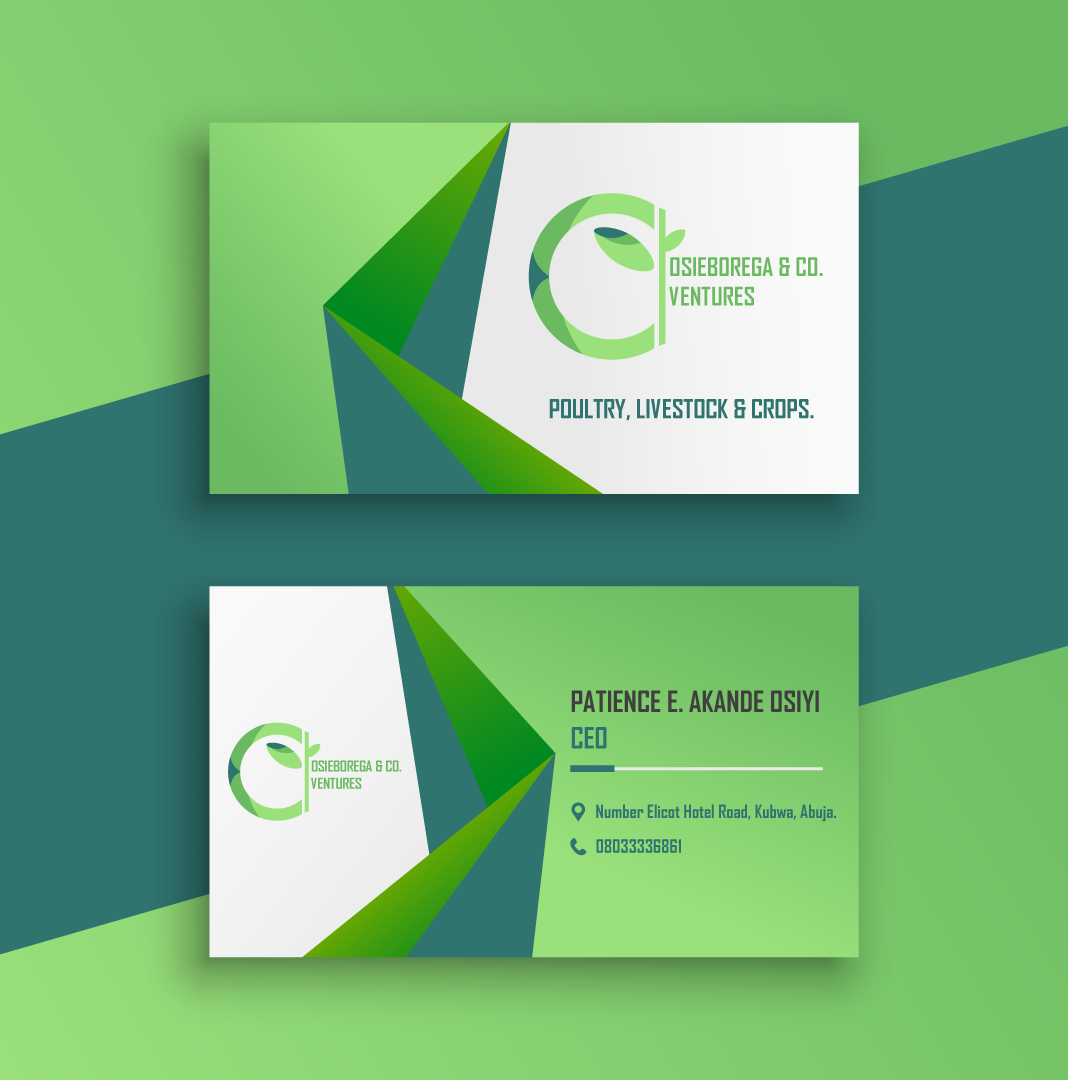 OSIEBOREGA & CO.
VENTURES
POULTRY, LIVESTOCK & CROPS.
OSIEBOREGA & CO.
VENTURES
PATIENCE E. AKANDE OSIYI
CEO
Number Elicot Hotel Road, Kubwa, Abuja.
08033336861